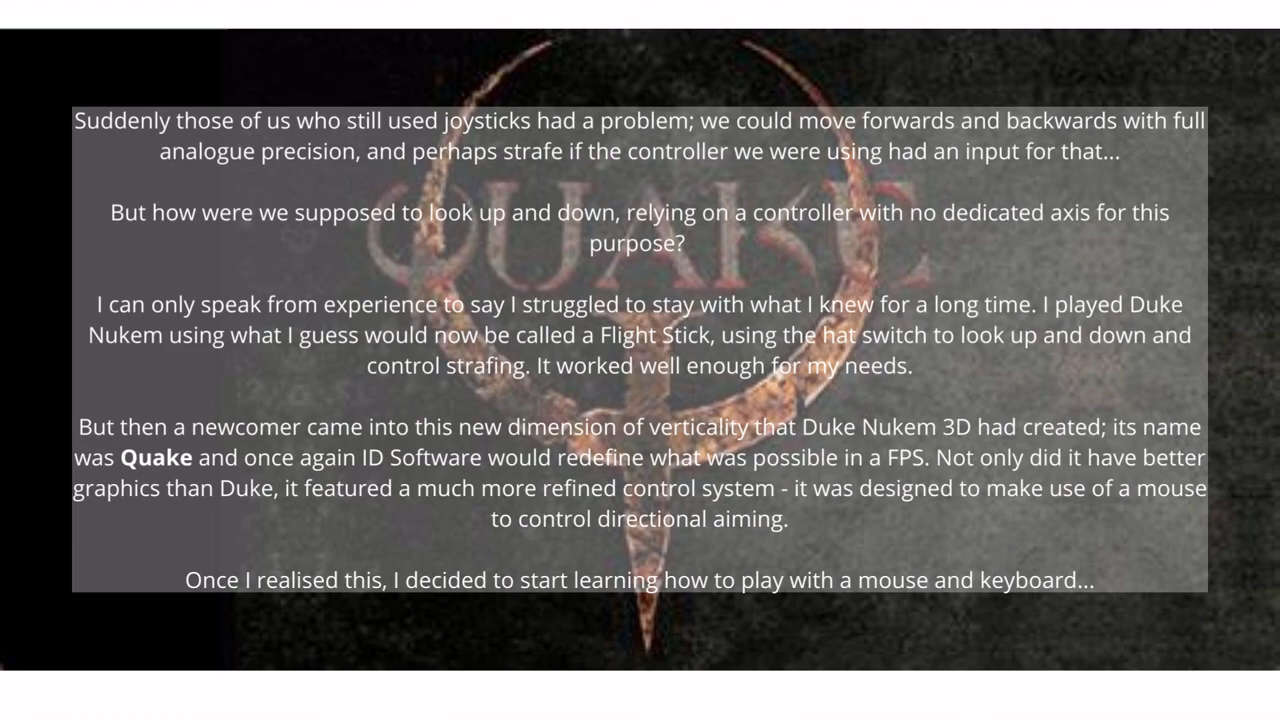 QUAKE
Suddenly those of us who still used joysticks had a problem; we could move forwards and backwards with full
analogue precision, and perhaps strafe if the controller we were using had an input for that...
But how were we supposed to look up and down, relying on a controller with no dedicated axis for this
purpose?
I can only speak from experience to say I struggled to stay with what I knew for a long time. I played Duke
Nukem using what I guess would now be called a Flight Stick, using the hat switch to look up and down and
control strafing. It worked well enough for my needs.
But then a newcomer came into this new dimension of verticality that Duke Nukem 3D had created; its name
was Quake and once again ID Software would redefine what was possible in a FPS. Not only did it have better
graphics than Duke, it featured a much more refined control system - it was designed to make use of a mouse
to control directional aiming.
Once I realised this, I decided to start learning how to play with a mouse and keyboard...